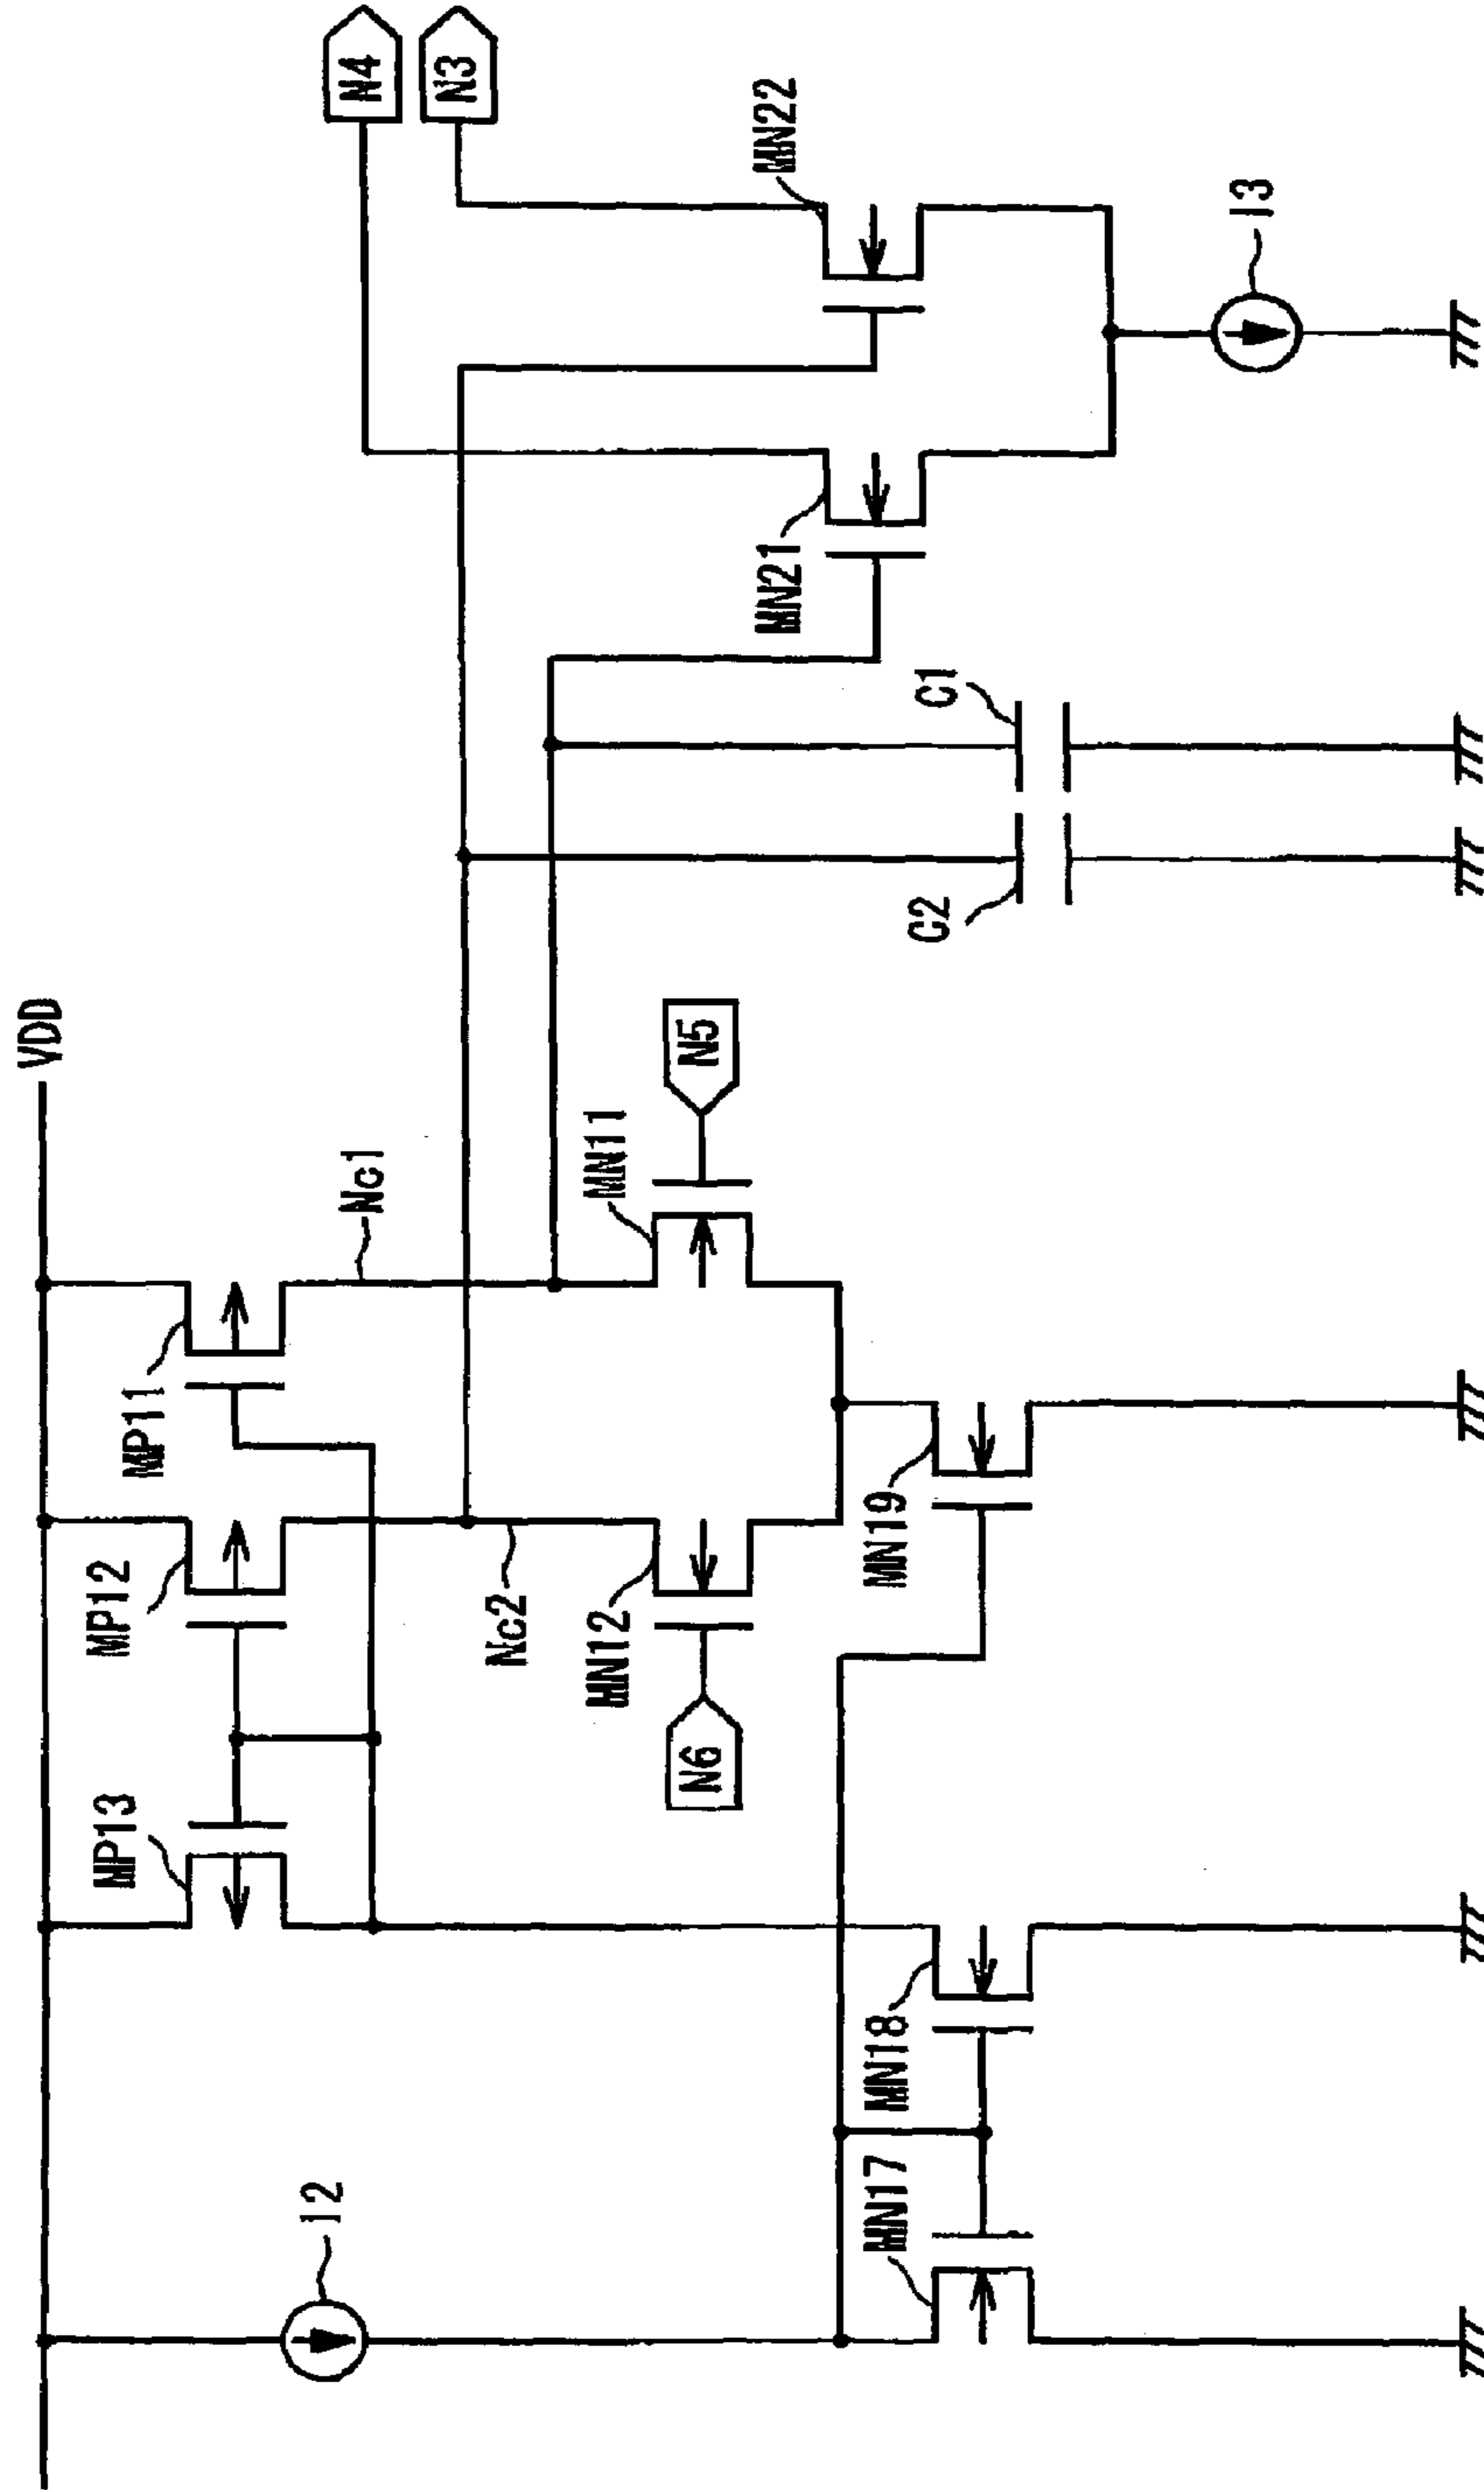 VDD
MP13
MP12
MP11
I2
Nc1
N4
N3
Nc2
MN12
MN11
N6
N5
MN21
MN22
MN17
MN18
MN19
C2
C1
I3